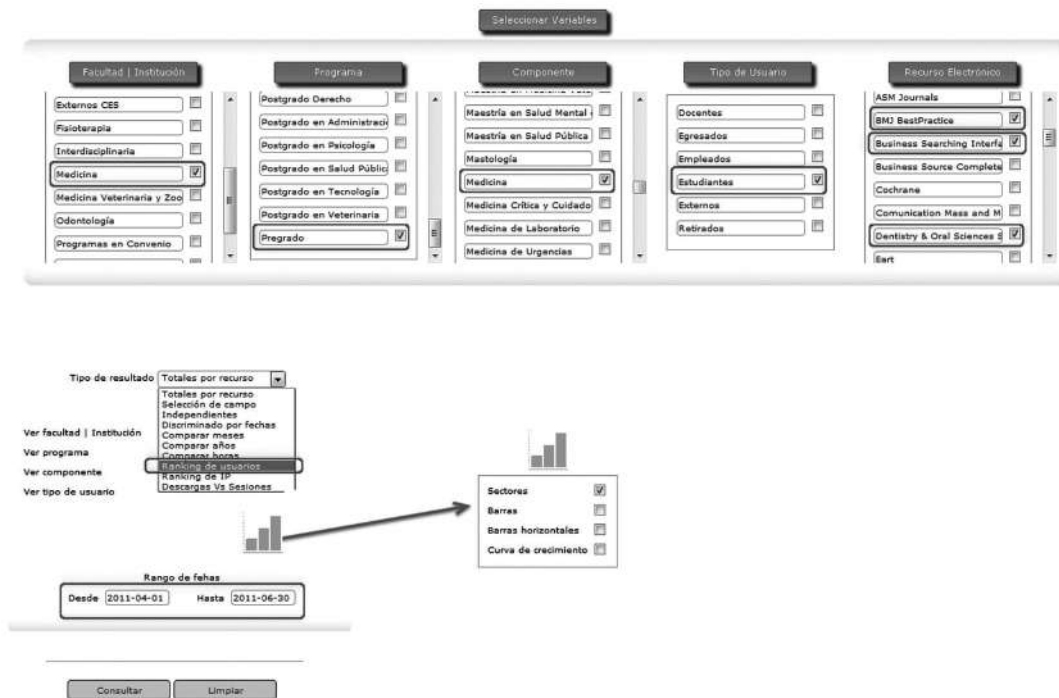 Seleccionar Variables
Facultad | Institución
Externos CES
Fisioterapia
Interdisciplinaria
Medicina
Medicina Veterinaria y Zoo
Odontología
Programas en Convenio
Programa
Postgrado Derecho
Postgrado en Administraci
Postgrado en Psicología
Postgrado en Salud Públic
Postgrado en Tecnología
Postgrado en Veterinaria
Pregrado
Componente
Maestría en Salud Mental
Maestría en Salud Pública
Mastología
Medicina
Medicina Crítica y Cuidado
Medicina de Laboratorio
Medicina de Urgencias
Tipo de Usuario
Docentes
Egresados
Empleados
Estudiantes
Externos
Retirados
Recurso Electrónico
ASM Journals
BMJ BestPractice
Business Searching Interfa
Business Source Complete
Cochrane
Comunication Mass and M
Dentistry & Oral Sciences S
Eart
Tipo de resultado Totales por recurso
Totales por recurso
Selección de campo
Independientes
Discriminado por fechas
Comparar meses
Comparar años
Comparar horas
Ranking de usuarios
Ranking de IP
Descargas Vs Sesiones
Ver facultad | Institución
Ver programa
Ver componente
Ver tipo de usuario
Sectores
Barras
Barras horizontales
Curva de crecimiento
Rango de fehas
Desde 2011-04-01 Hasta 2011-06-30
Consultar Limpiar